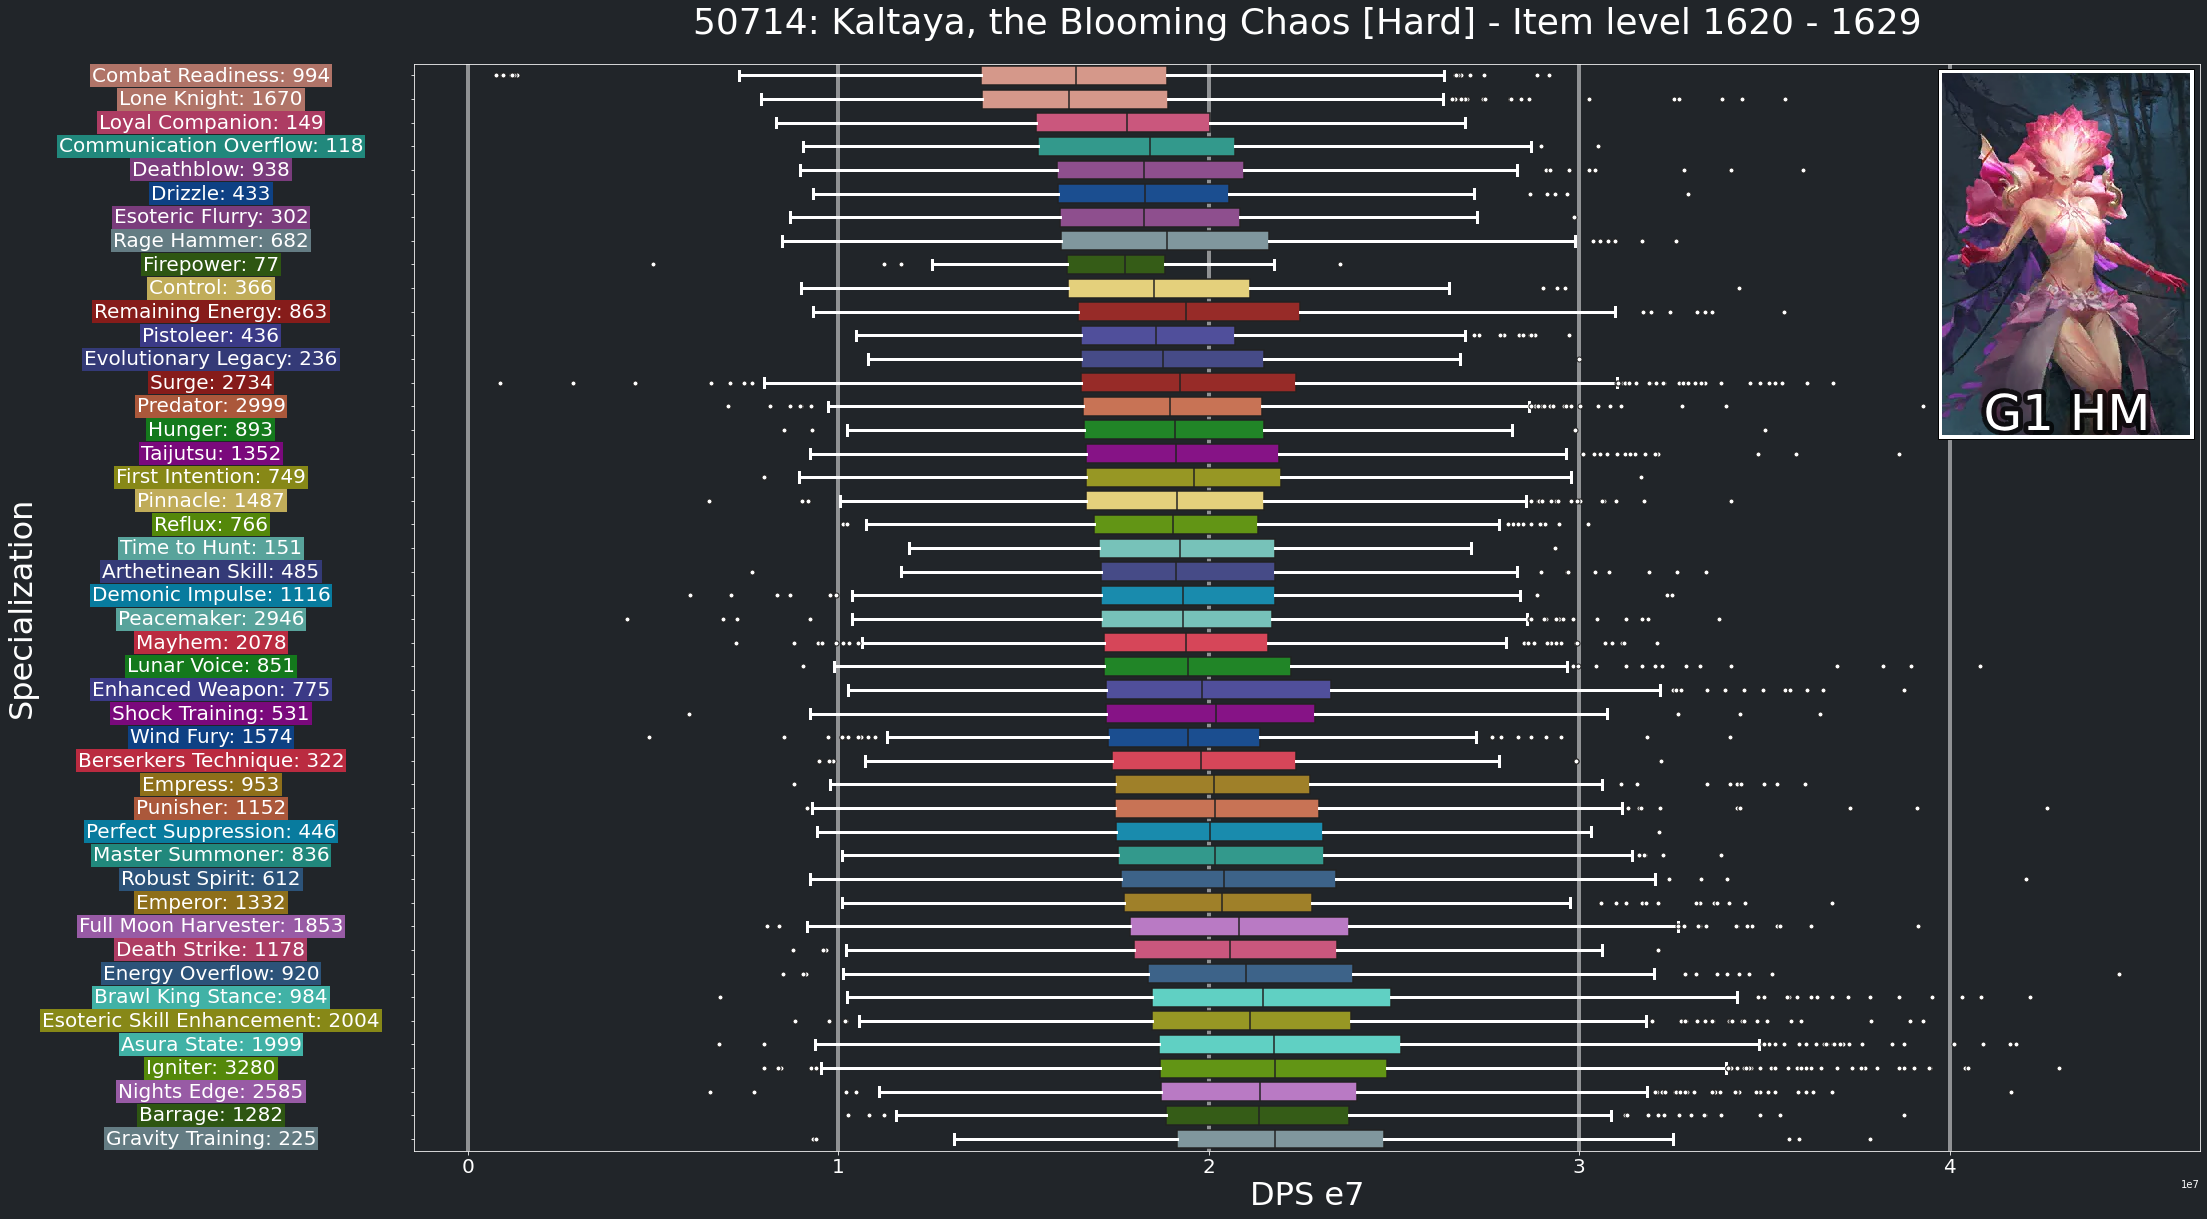 50714: Kaltaya, the Blooming Chaos [Hard] - Item level 1620 - 1629
Combat Readiness: 994
Lone Knight: 1670
Loyal Companion: 149
Communication Overflow: 118
Deathblow: 938
Drizzle: 433
Esoteric Flurry: 302
Rage Hammer: 682
Firepower: 77
Control: 366
Remaining Energy: 863
Pistoleer: 436
Evolutionary Legacy: 236
Surge: 2734
Predator: 2999
Hunger: 893
Taijutsu: 1352
First Intention: 749
Pinnacle: 1487
Reflux: 766
Time to Hunt: 151
Arthetinean Skill: 485
Demonic Impulse: 1116
Peacemaker: 2946
Mayhem: 2078
Lunar Voice: 851
Enhanced Weapon: 775
Shock Training: 531
Wind Fury: 1574
Berserkers Technique: 322
Empress: 953
Punisher: 1152
Perfect Suppression: 446
Master Summoner: 836
Robust Spirit: 612
Emperor: 1332
Full Moon Harvester: 1853
Death Strike: 1178
Energy Overflow: 920
Brawl King Stance: 984
Esoteric Skill Enhancement: 2004
Asura State: 1999
Igniter: 3280
Nights Edge: 2585
Barrage: 1282
Gravity Training: 225
Specialization
G1 HM
0 1 2 3 4
1e7
DPS e7